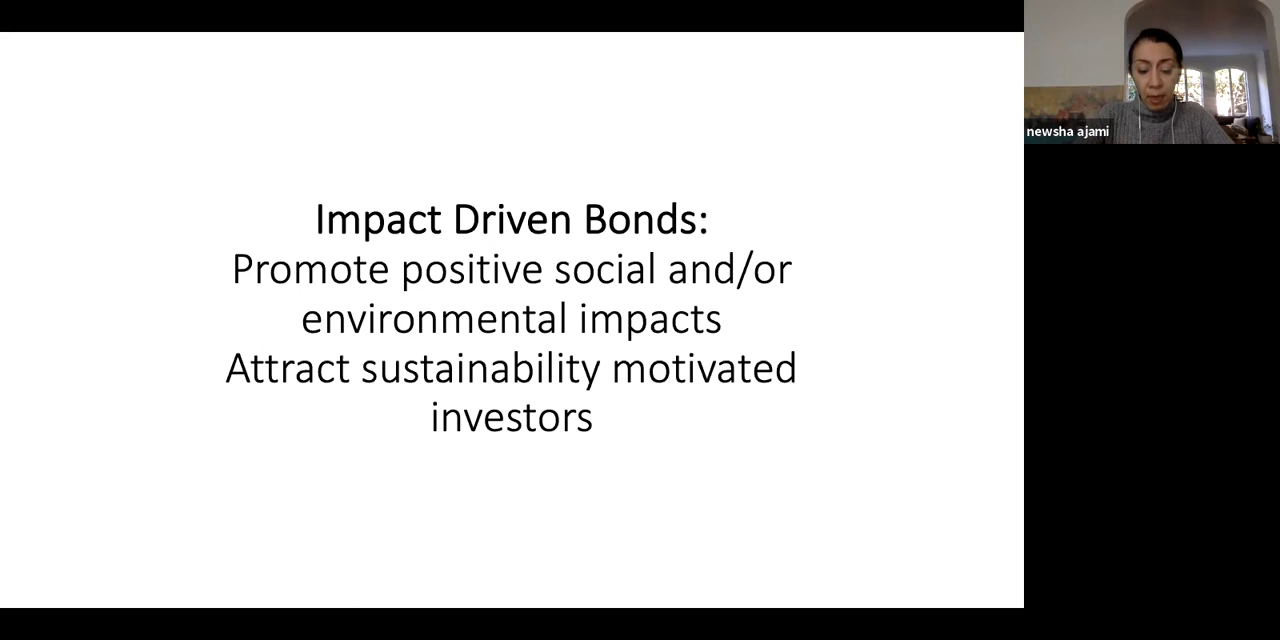 Impact Driven Bonds:
Promote positive social and/or
environmental impacts
Attract sustainability motivated
investors
newsha ajami